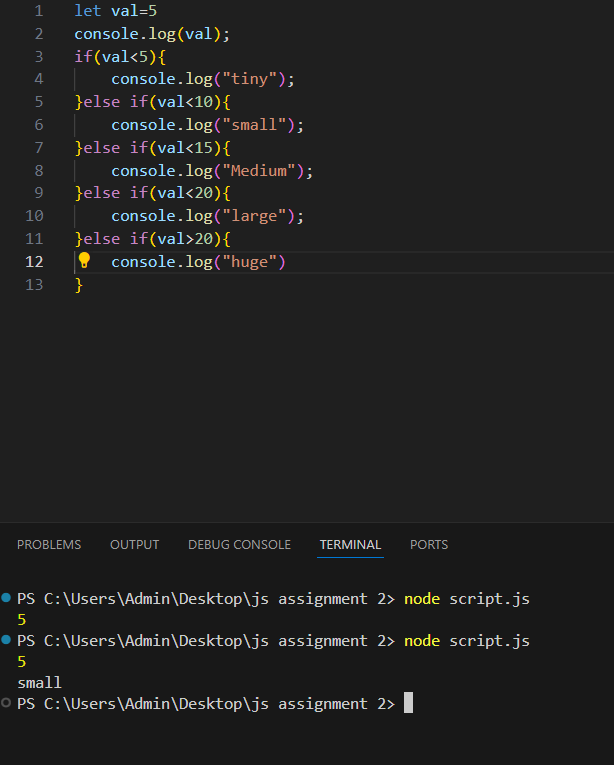 1 let val=5
2 console.log(val);
3 if(val<5){
4     console.log("tiny");
5 }else if(val<10){
6     console.log("small");
7 }else if(val<15){
8     console.log("Medium");
9 }else if(val<20){
10     console.log("large");
11 }else if(val>20){
12     console.log("huge")
13 }
PROBLEMS OUTPUT DEBUG CONSOLE TERMINAL PORTS
PS C:\Users\Admin\Desktop\js assignment 2> node script.js
5
PS C:\Users\Admin\Desktop\js assignment 2> node script.js
5
small
PS C:\Users\Admin\Desktop\js assignment 2>